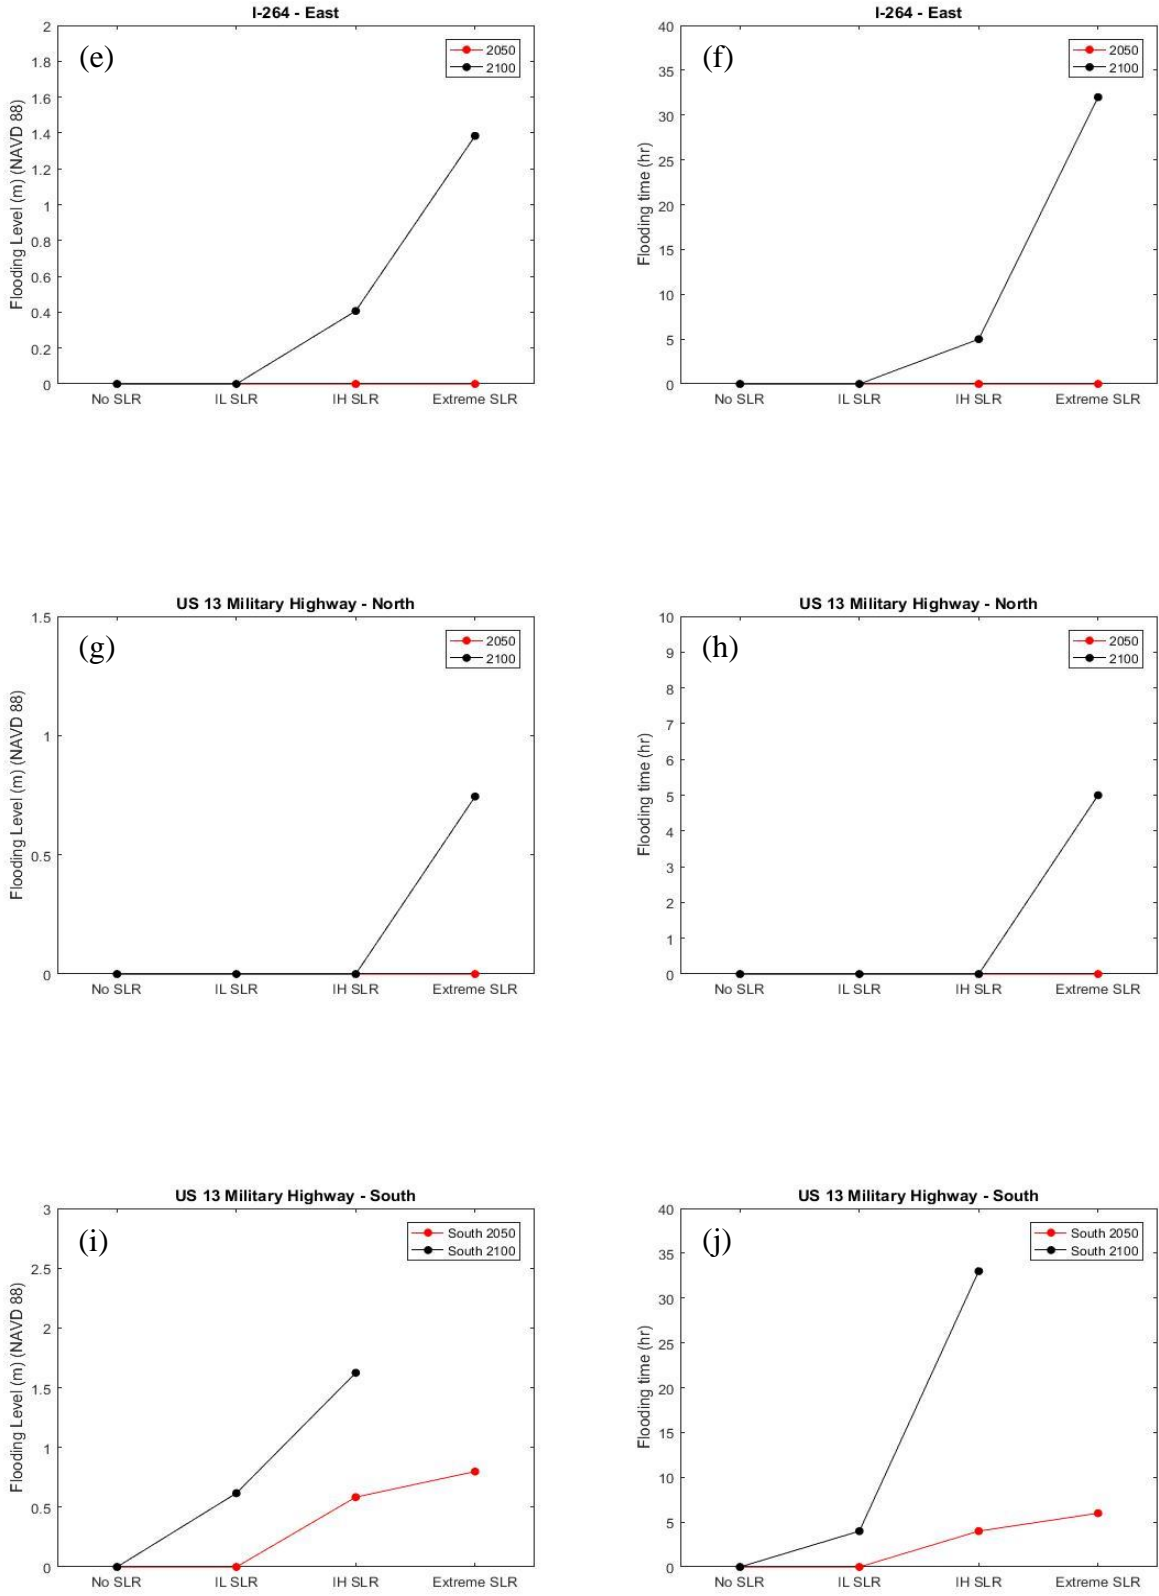 I-264 - East
(e)
2050
2100
Flooding Level (m) (NAVD 88)
2
1.8
1.6
1.4
1.2
1
0.8
0.6
0.4
0.2
0
No SLR IL SLR IH SLR Extreme SLR
I-264 - East
(f)
2050
2100
Flooding time (hr)
40
35
30
25
20
15
10
5
0
No SLR IL SLR IH SLR Extreme SLR
US 13 Military Highway - North
(g)
2050
2100
Flooding Level (m) (NAVD 88)
1.5
1
0.5
0
No SLR IL SLR IH SLR Extreme SLR
US 13 Military Highway - North
(h)
2050
2100
Flooding time (hr)
10
9
8
7
6
5
4
3
2
1
0
No SLR IL SLR IH SLR Extreme SLR
US 13 Military Highway - South
(i)
South 2050
South 2100
Flooding Level (m) (NAVD 88)
3
2.5
2
1.5
1
0.5
0
No SLR IL SLR IH SLR Extreme SLR
US 13 Military Highway - South
(j)
South 2050
South 2100
Flooding time (hr)
40
35
30
25
20
15
10
5
0
No SLR IL SLR IH SLR Extreme SLR